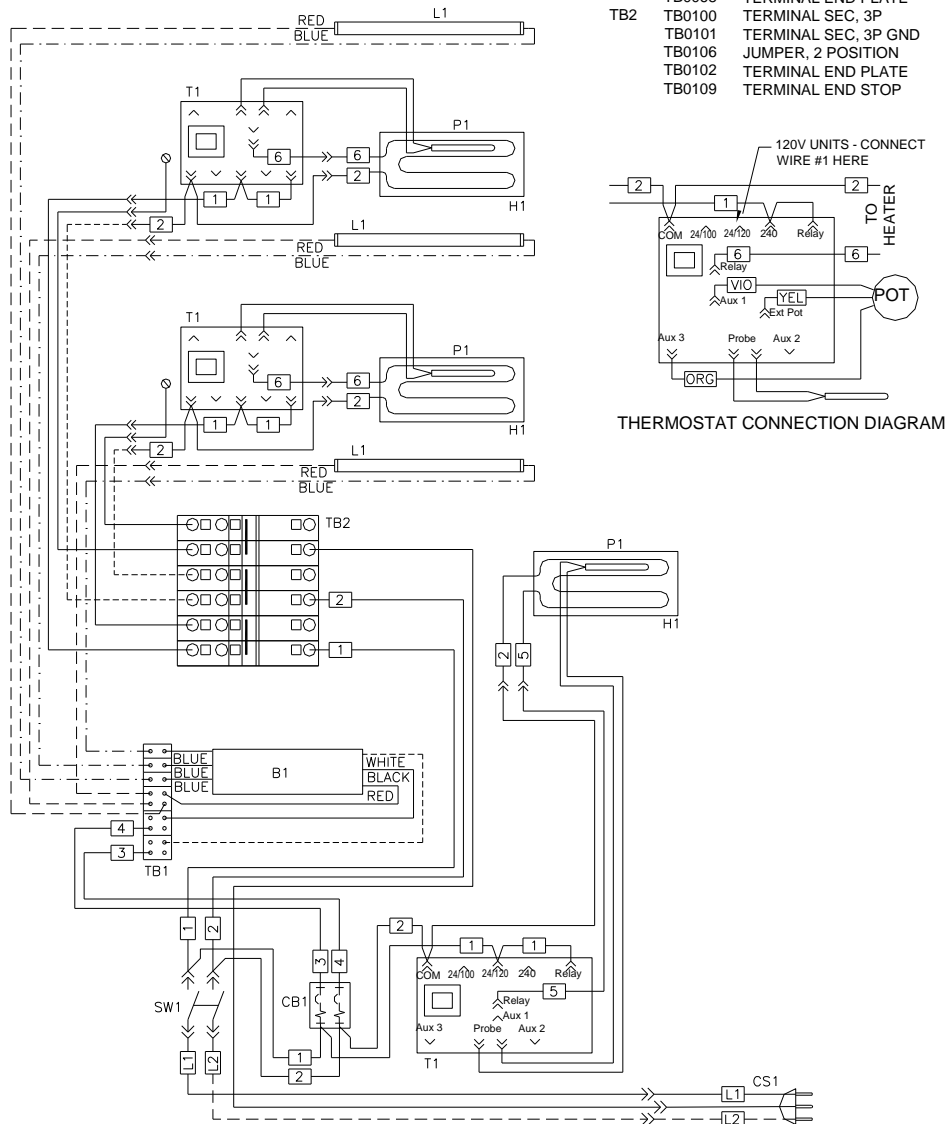 TB2 TB0100 TERMINAL SEC, 3P
TB0101 TERMINAL SEC, 3P GND
TB0106 JUMPER, 2 POSITION
TB0102 TERMINAL END PLATE
TB0109 TERMINAL END STOP
L1
RED
BLUE
T1
P1
6
6
2
1
1
2
H1
L1
RED
BLUE
120V UNITS - CONNECT
WIRE #1 HERE
2
2
1
COM 24/100 24/120 240 Relay
TO
HEATER
6
6
Relay
VIO
Aux 1
YEL
Ext Pot
POT
Aux 3 Probe Aux 2
ORG
THERMOSTAT CONNECTION DIAGRAM
T1
P1
6
6
2
1
1
2
H1
L1
RED
BLUE
TB2
2
1
P1
H1
2
5
BLUE
BLUE
BLUE
B1
WHITE
BLACK
RED
4
3
TB1
1
2
3
4
2
1
1
COM 24/100 24/120 240 Relay
5
Relay
Aux 1
Aux 3 Probe Aux 2
T1
SW1
CB1
1
2
L1
L2
L1
CS1
L2